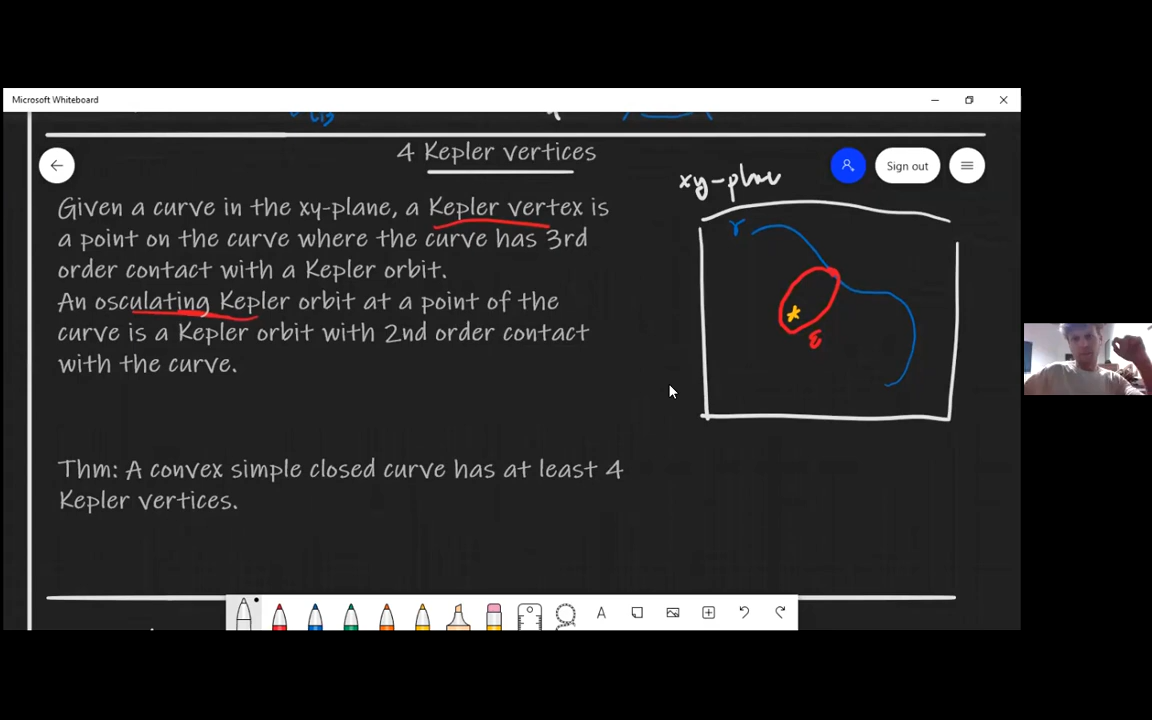 Microsoft Whiteboard
4 Kepler vertices
Sign out
xy-plane
Given a curve in the xy-plane, a Kepler vertex is
a point on the curve where the curve has 3rd
order contact with a Kepler orbit.
An osculating Kepler orbit at a point of the
curve is a Kepler orbit with 2nd order contact
with the curve.
Thm: A convex simple closed curve has at least 4
Kepler vertices.
A